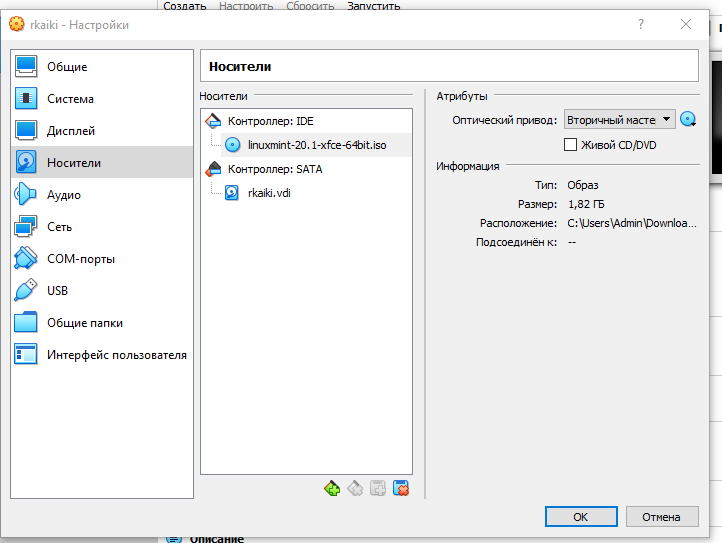 Создать Настроить Сбросить Запустить
rkaiki - Настройки
?
Общие
Система
Дисплей
Носители
Аудио
Сеть
COM-порты
USB
Общие папки
Интерфейс пользователя
Носители
Носители
Контроллер: IDE
linuxmint-20.1-xfce-64bit.iso
Контроллер: SATA
rkaiki.vdi
Атрибуты
Оптический привод: Вторичный масте
Живой CD/DVD
Информация
Тип: Образ
Размер: 1,82 ГБ
Расположение: C:\Users\Admin\Downloa...
Подсоединён к: --
OK Отмена
Описание